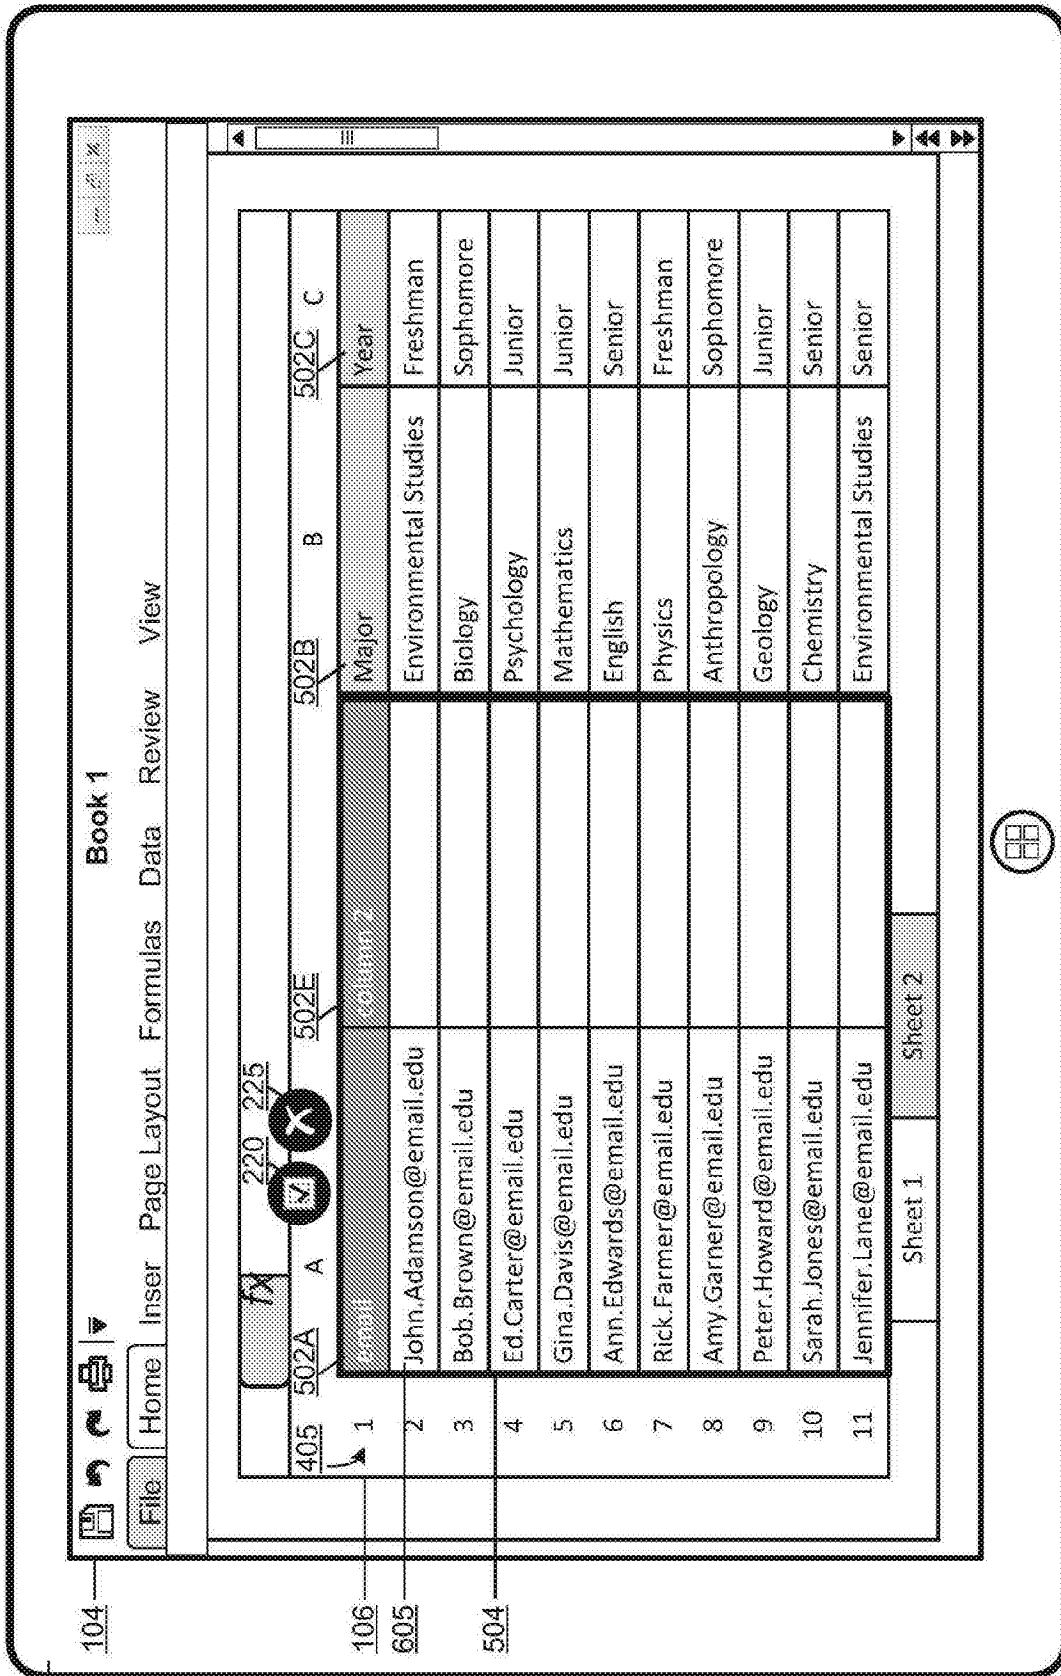 Book 1
104
File Home Inser Page Layout Formulas Data Review View
fx
220 225
405 502A A 502E 502B B 502C C
106 1 email column 2 Major Year
605 2 John.Adamson@email.edu Environmental Studies Freshman
3 Bob.Brown@email.edu Biology Sophomore
504 4 Ed.Carter@email.edu Psychology Junior
5 Gina.Davis@email.edu Mathematics Junior
6 Ann.Edwards@email.edu English Senior
7 Rick.Farmer@email.edu Physics Freshman
8 Amy.Garner@email.edu Anthropology Sophomore
9 Peter.Howard@email.edu Geology Junior
10 Sarah.Jones@email.edu Chemistry Senior
11 Jennifer.Lane@email.edu Environmental Studies Senior
Sheet 1 Sheet 2